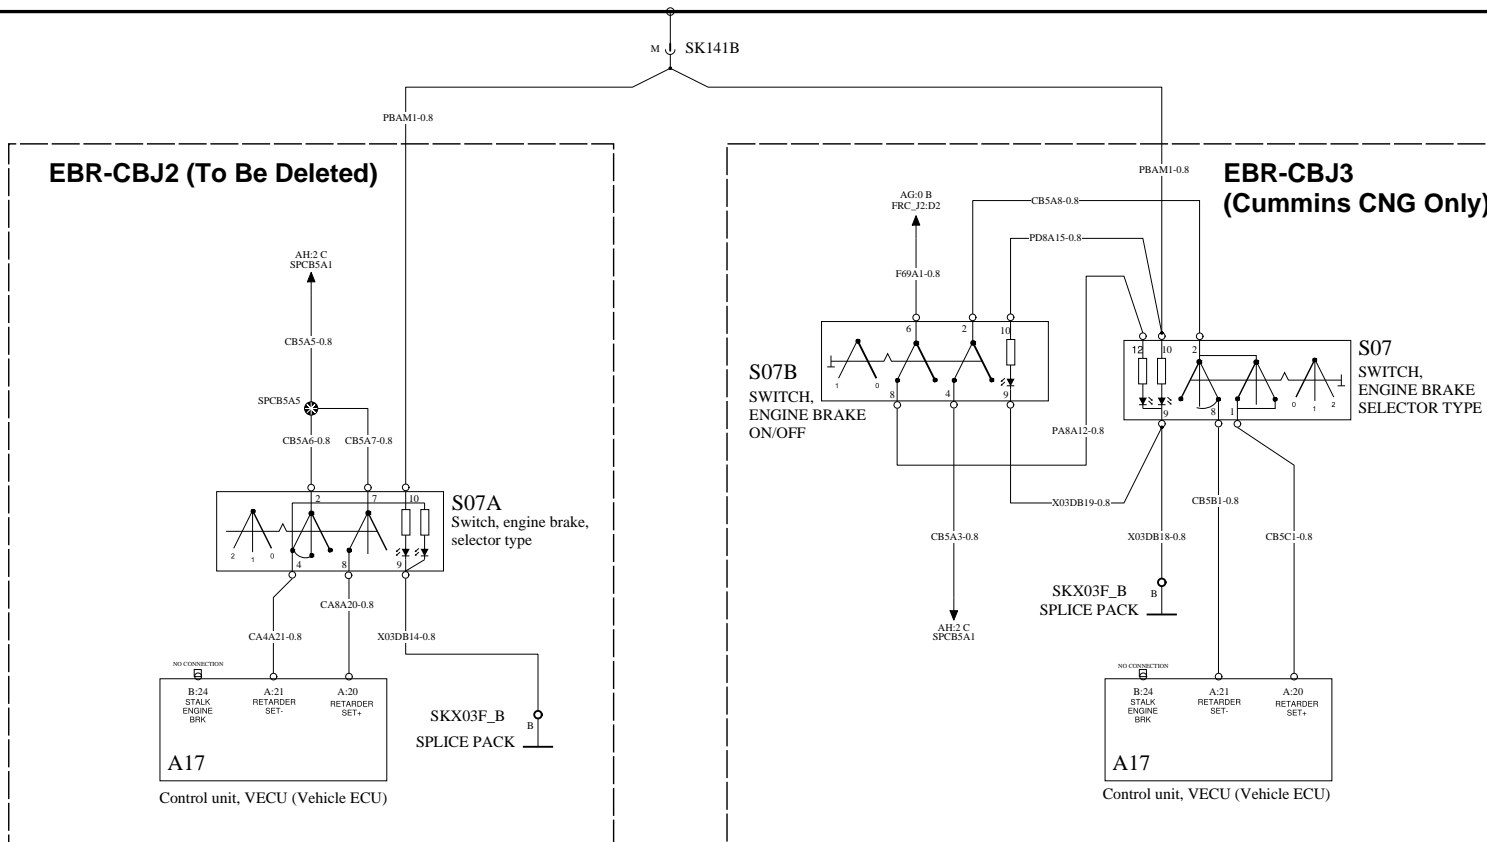 M SK141B
PBAM1-0.8
EBR-CBJ2 (To Be Deleted)
AH:2 C
SPCB5A1
CB5A5-0.8
SPCB5A5
CB5A6-0.8
CB5A7-0.8
2
7
10
S07A
Switch, engine brake,
selector type
2
1
0
4
8
9
CA8A20-0.8
CA4A21-0.8
X03DB14-0.8
NO CONNECTION
B:24
STALK
ENGINE
BRK
A:21
RETARDER
SET-
A:20
RETARDER
SET+
A17
Control unit, VECU (Vehicle ECU)
SKX03F_B
B
SPLICE PACK
PBAM1-0.8
EBR-CBJ3
(Cummins CNG Only)
AG:0 B
FRC_J2:D2
CB5A8-0.8
PD8A15-0.8
F69A1-0.8
6
2
10
S07B
SWITCH,
ENGINE BRAKE
ON/OFF
1
0
8
4
9
12
10
2
S07
SWITCH,
ENGINE BRAKE
SELECTOR TYPE
0
1
2
9
8
1
PA8A12-0.8
X03DB19-0.8
CB5B1-0.8
CB5A3-0.8
X03DB18-0.8
CB5C1-0.8
SKX03F_B
B
SPLICE PACK
AH:2 C
SPCB5A1
NO CONNECTION
B:24
STALK
ENGINE
BRK
A:21
RETARDER
SET-
A:20
RETARDER
SET+
A17
Control unit, VECU (Vehicle ECU)